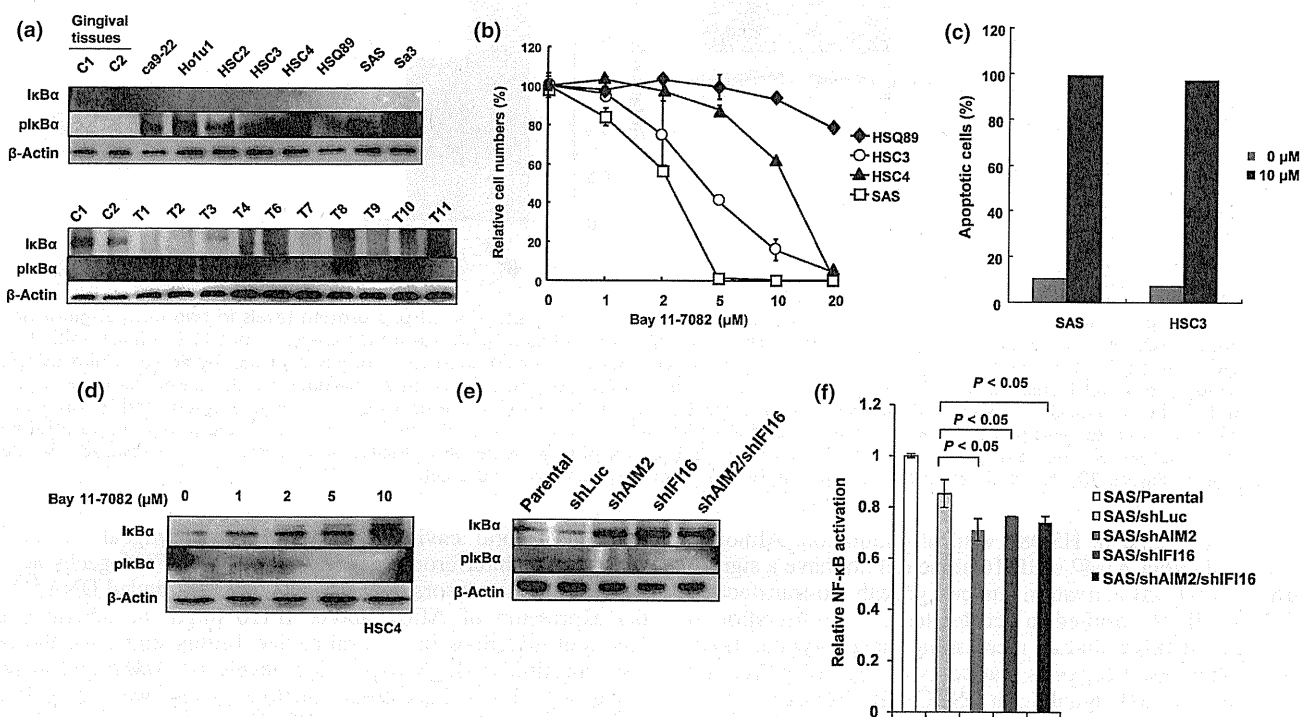 (a)
Gingival
tissues
C1 C2 ca9-22 Ho1u1 HSC2 HSC3 HSC4 HSQ89 SAS Sa3
IκBα
pIκBα
β-Actin
C1 C2 T1 T2 T3 T4 T6 T7 T8 T9 T10 T11
IκBα
pIκBα
β-Actin
(b)
Relative cell numbers (%)
120
100
80
60
40
20
0
0 1 2 5 10 20
Bay 11-7082 (µM)
HSQ89
HSC3
HSC4
SAS
(c)
Apoptotic cells (%)
120
100
80
60
40
20
0
SAS HSC3
0 µM
10 µM
(d)
Bay 11-7082 (µM) 0 1 2 5 10
IκBα
pIκBα
β-Actin
HSC4
(e)
Parental shLuc shAIM2 shIFI16 shAIM2/shIFI16
IκBα
pIκBα
β-Actin
(f)
Relative NF-κB activation
1.2
1
0.8
0.6
0.4
0.2
0
P < 0.05
P < 0.05
P < 0.05
SAS/Parental
SAS/shLuc
SAS/shAIM2
SAS/shIFI16
SAS/shAIM2/shIFI16